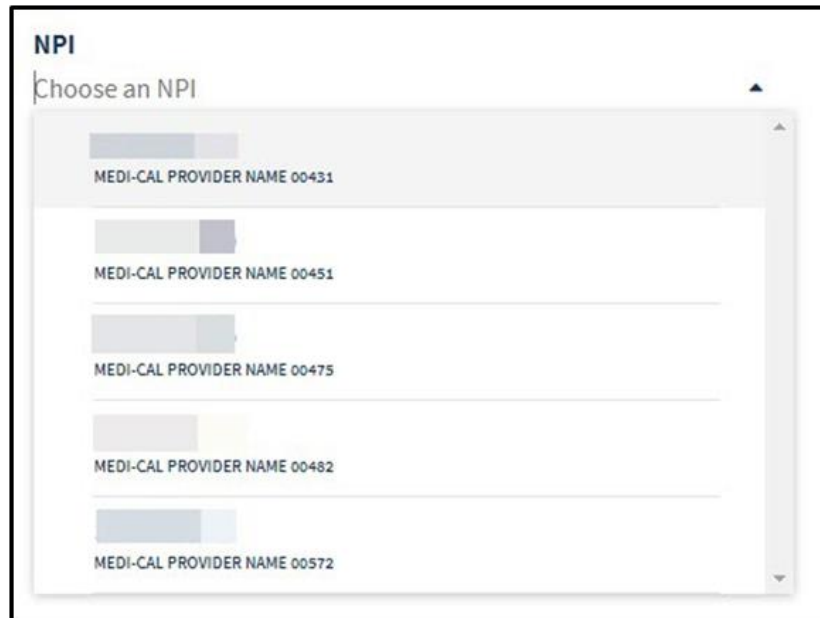 NPI
Choose an NPI
MEDI-CAL PROVIDER NAME 00431
MEDI-CAL PROVIDER NAME 00451
MEDI-CAL PROVIDER NAME 00475
MEDI-CAL PROVIDER NAME 00482
MEDI-CAL PROVIDER NAME 00572